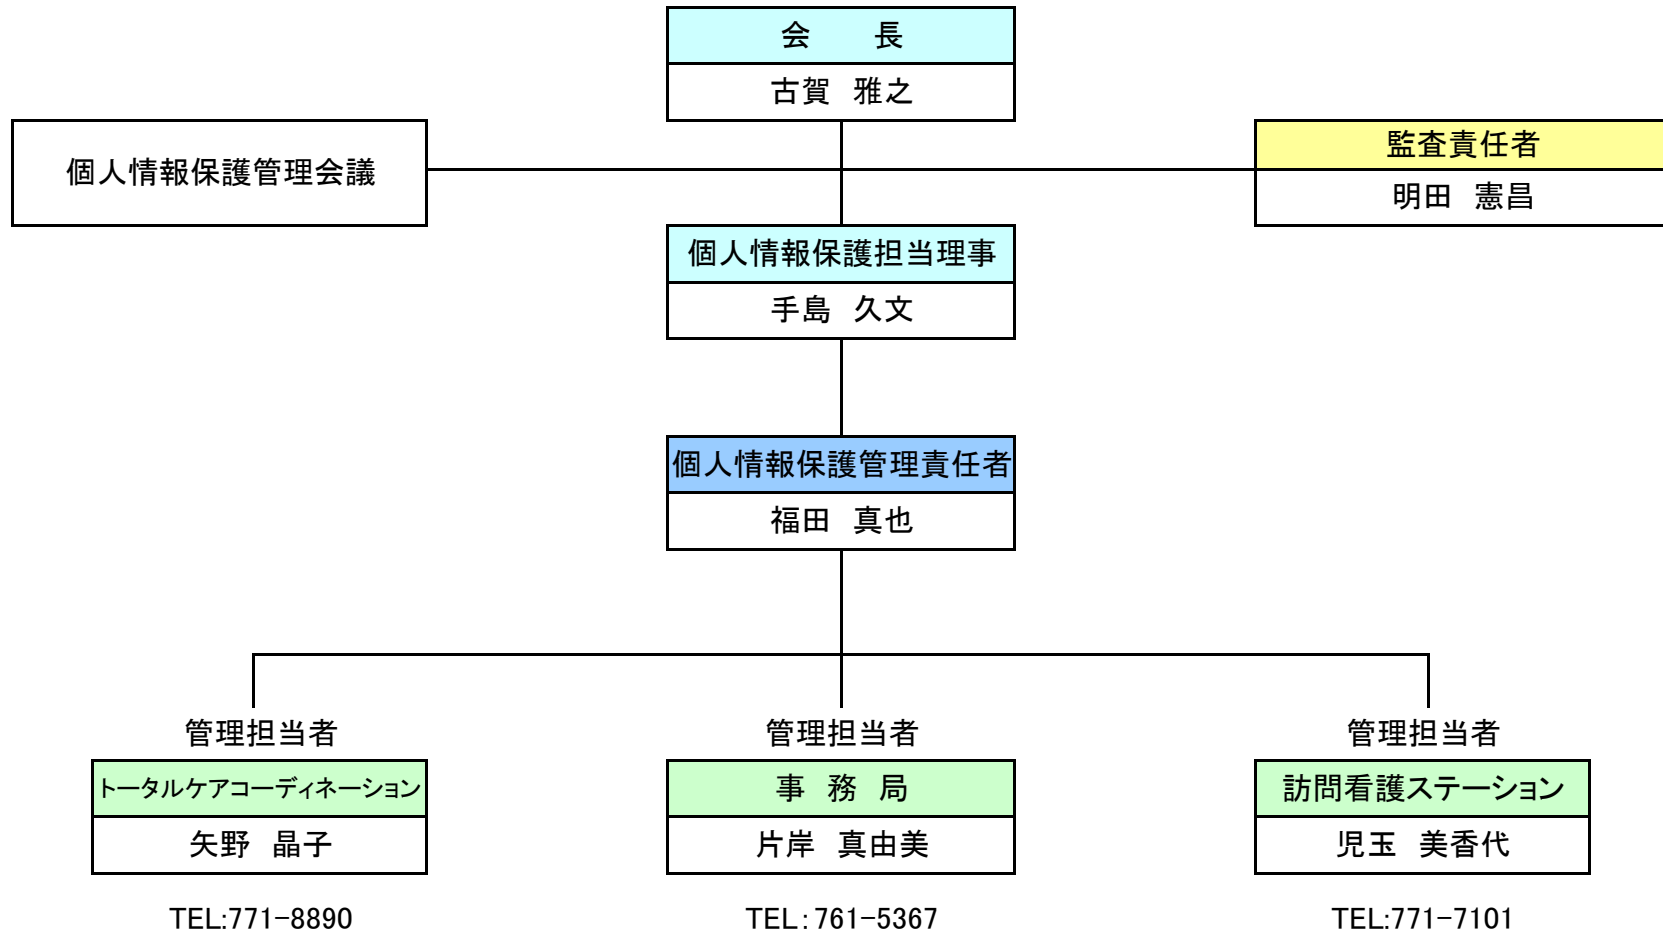 会　　長
古賀　雅之
個人情報保護管理会議
監査責任者
明田　憲昌
個人情報保護担当理事
手島　久文
個人情報保護管理責任者
福田　真也
管理担当者
管理担当者
管理担当者
トータルケアコーディネーション
事　務　局
訪問看護ステーション
矢野　晶子
片岸　真由美
児玉　美香代
TEL:771-8890
TEL：761-5367
TEL:771-7101